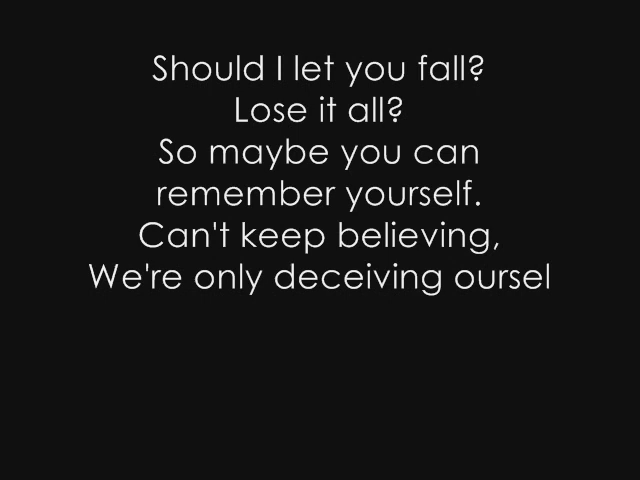 Should I let you fall?
Lose it all?
So maybe you can
remember yourself.
Can't keep believing,
We're only deceiving oursel